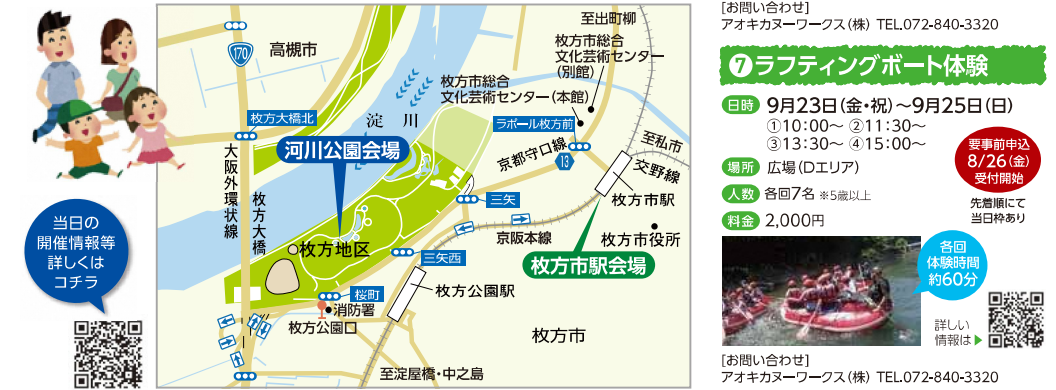 当日の
開催情報等
詳しくは
コチラ
170
高槻市
至出町柳
枚方市総合
文化芸術センター
(別館)
枚方市総合
文化芸術センター(本館)
枚方大橋北
淀川
ラポール枚方前
至私市
河川公園会場
京都守口線
13
交野線
大阪外環状線
枚方大橋
三矢
枚方市駅
枚方地区
京阪本線
枚方市役所
三矢西
枚方市駅会場
桜町
枚方公園駅
消防署
枚方公園口
枚方市
至淀屋橋・中之島
[お問い合わせ]
アオキカヌーワークス(株) TEL.072-840-3320
❼ラフティングボート体験
日時 9月23日(金・祝)~9月25日(日)
①10:00~ ②11:30~
③13:30~ ④15:00~
要事前申込
8/26(金)
受付開始
場所 広場(Dエリア)
人数 各回7名 ※5歳以上
先着順にて
当日枠あり
料金 2,000円
各回
体験時間
約60分
詳しい
情報は▶
[お問い合わせ]
アオキカヌーワークス(株) TEL.072-840-3320